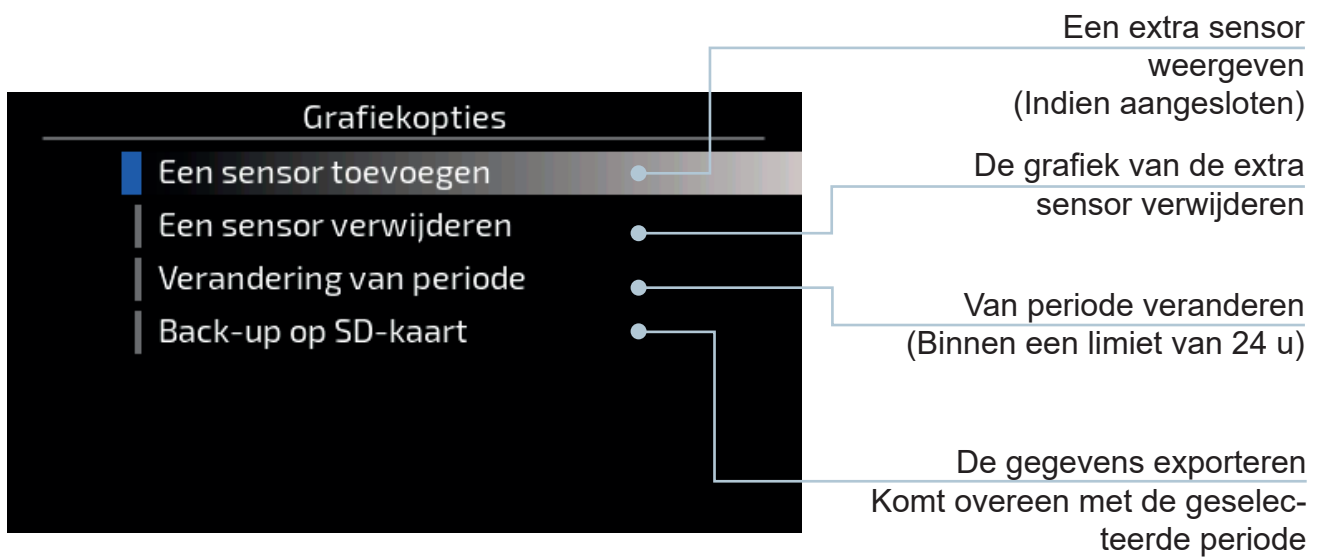 Grafiekopties
Een sensor toevoegen
Een sensor verwijderen
Verandering van periode
Back-up op SD-kaart
Een extra sensor
weergeven
(Indien aangesloten)
De grafiek van de extra
sensor verwijderen
Van periode veranderen
(Binnen een limiet van 24 u)
De gegevens exporteren
Komt overeen met de geselec-
teerde periode